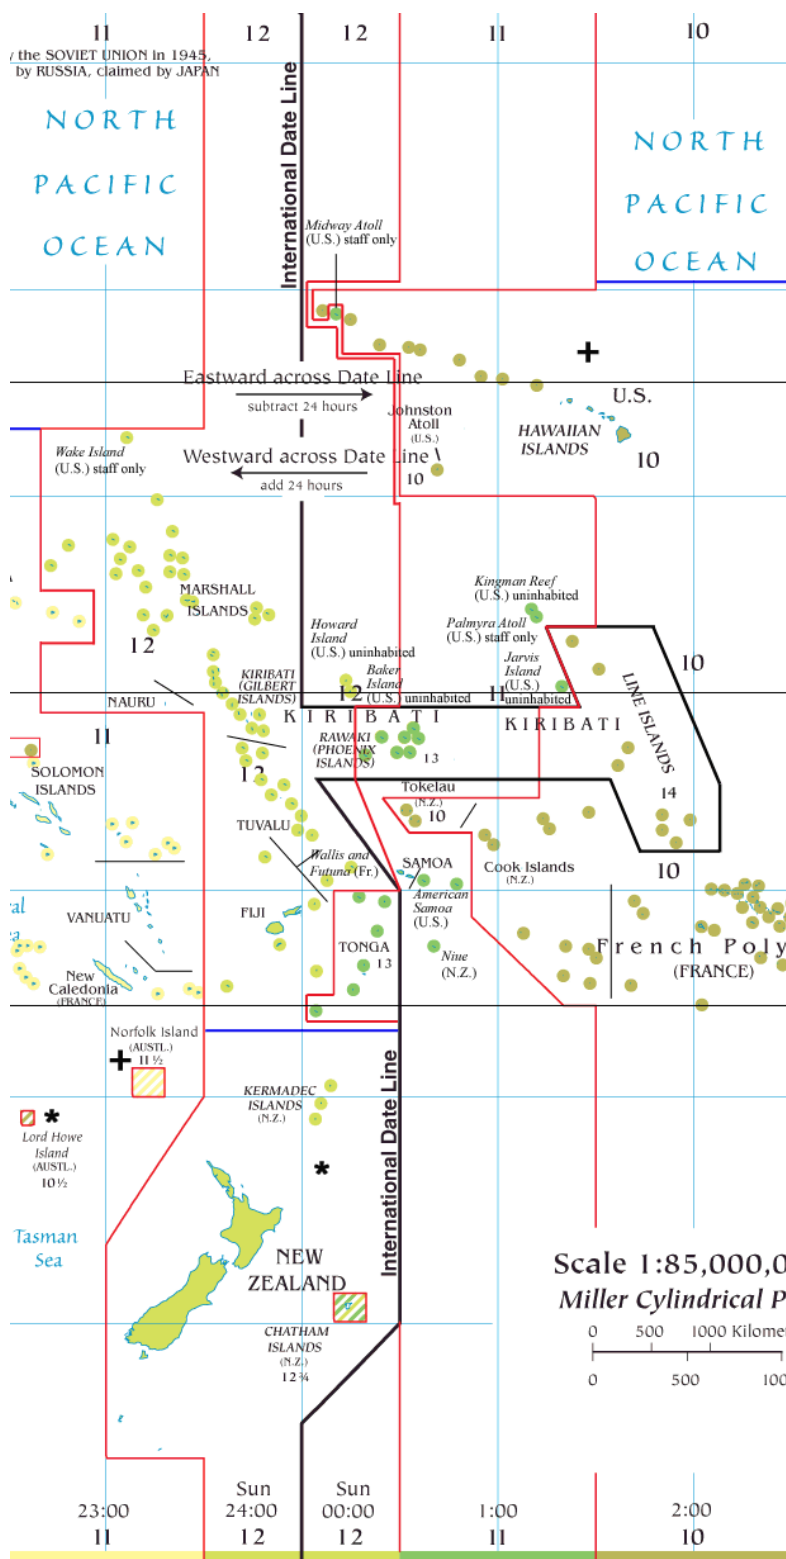 11
12
12
11
10
y the SOVIET UNION in 1945,
by RUSSIA, claimed by JAPAN
NORTH
PACIFIC
OCEAN
International Date Line
NORTH
PACIFIC
OCEAN
Midway Atoll
(U.S.) staff only
Eastward across Date Line
subtract 24 hours
Westward across Date Line
add 24 hours
Johnston
Atoll
(U.S.)
10
U.S.
HAWAIIAN
ISLANDS
10
Wake Island
(U.S.) staff only
MARSHALL
ISLANDS
12
Kingman Reef
(U.S.) uninhabited
Palmyra Atoll
(U.S.) staff only
Jarvis
Island
(U.S.)
uninhabited
Howard
Island
(U.S.) uninhabited
Baker
Island
(U.S.) uninhabited
12
11
10
KIRIBATI
(GILBERT
ISLANDS)
NAURU
KIRIBATI
KIRIBATI
LINE ISLANDS
14
11
SOLOMON
ISLANDS
12
RAWAKI
(PHOENIX
ISLANDS)
13
Tokelau
(N.Z.)
10
TUVALU
Wallis and
Futuna (Fr.)
SAMOA
American
Samoa
(U.S.)
Cook Islands
(N.Z.)
10
VANUATU
FIJI
TONGA
13
Niue
(N.Z.)
French Poly
(FRANCE)
ral
a
New
Caledonia
(FRANCE)
Norfolk Island
(AUSTL.)
11 ½
+
*
Lord Howe
Island
(AUSTL.)
10 ½
KERMADEC
ISLANDS
(N.Z.)
*
International Date Line
Tasman
Sea
NEW
ZEALAND
CHATHAM
ISLANDS
(N.Z.)
12 ¾
Scale 1:85,000,0
Miller Cylindrical P
0 500 1000 Kilome
0 500 100
23:00
11
Sun
24:00
12
Sun
00:00
12
1:00
11
2:00
10